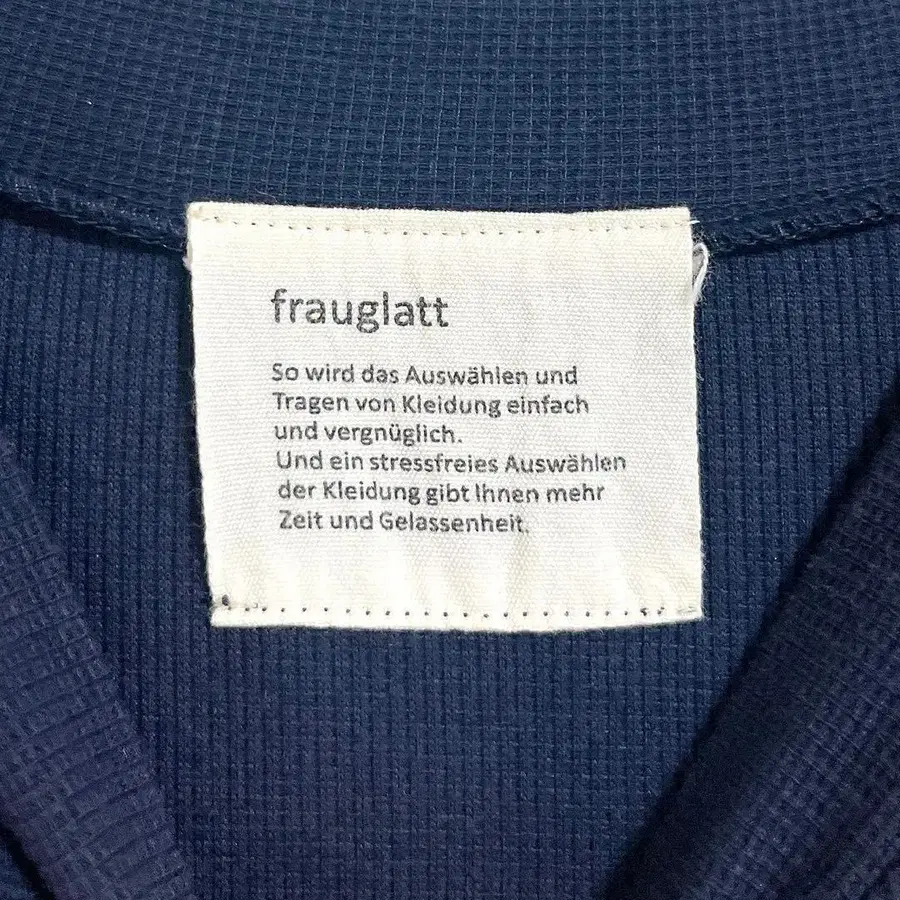 frauglatt
So wird das Auswählen und
Tragen von Kleidung einfach
und vergnüglich.
Und ein stressfreies Auswählen
der Kleidung gibt Ihnen mehr
Zeit und Gelassenheit.